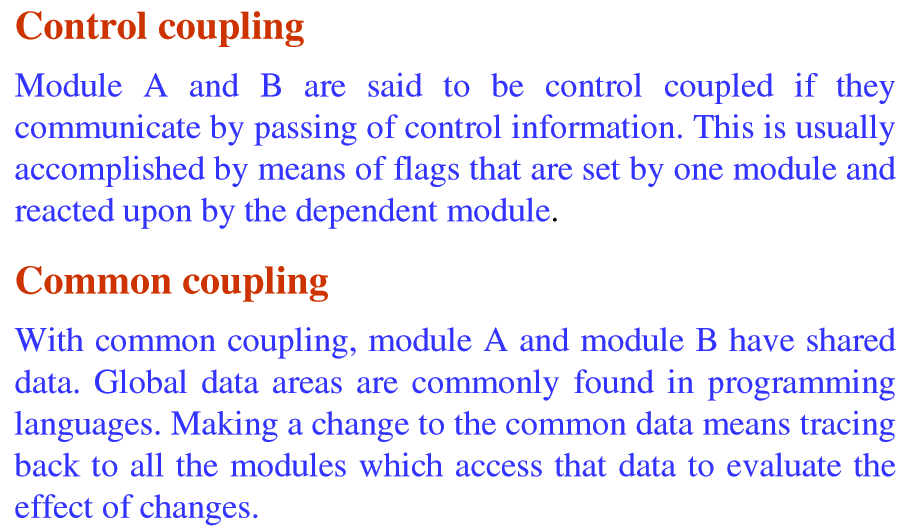 Control coupling
Module A and B are said to be control coupled if they
communicate by passing of control information. This is usually
accomplished by means of flags that are set by one module and
reacted upon by the dependent module.
Common coupling
With common coupling, module A and module B have shared
data. Global data areas are commonly found in programming
languages. Making a change to the common data means tracing
back to all the modules which access that data to evaluate the
effect of changes.